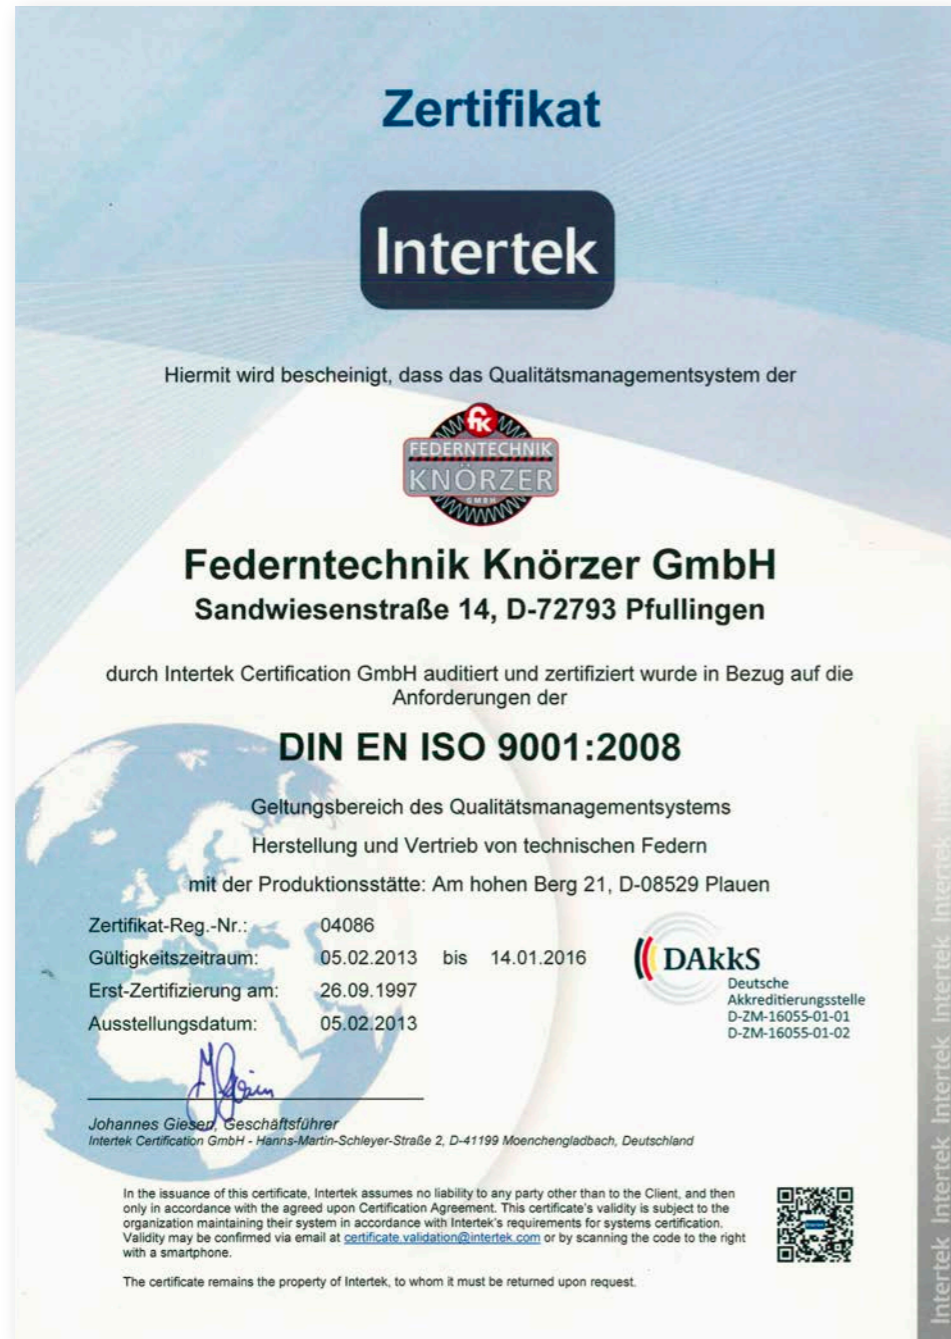 Zertifikat
Intertek
Hiermit wird bescheinigt, dass das Qualitätsmanagementsystem der
fk
FEDERNTECHNIK
KNÖRZER
GMBH
Federntechnik Knörzer GmbH
Sandwiesenstraße 14, D-72793 Pfullingen
durch Intertek Certification GmbH auditiert und zertifiziert wurde in Bezug auf die
Anforderungen der
DIN EN ISO 9001:2008
Geltungsbereich des Qualitätsmanagementsystems
Herstellung und Vertrieb von technischen Federn
mit der Produktionsstätte: Am hohen Berg 21, D-08529 Plauen
Zertifikat-Reg.-Nr.: 04086
Gültigkeitszeitraum: 05.02.2013 bis 14.01.2016
Erst-Zertifizierung am: 26.09.1997
Ausstellungsdatum: 05.02.2013
DAkkS
Deutsche
Akkreditierungsstelle
D-ZM-16055-01-01
D-ZM-16055-01-02
Johannes Giesen, Geschäftsführer
Intertek Certification GmbH - Hanns-Martin-Schleyer-Straße 2, D-41199 Moenchengladbach, Deutschland
In the issuance of this certificate, Intertek assumes no liability to any party other than to the Client, and then
only in accordance with the agreed upon Certification Agreement. This certificate's validity is subject to the
organization maintaining their system in accordance with Intertek's requirements for systems certification.
Validity may be confirmed via email at certificate.validation@intertek.com or by scanning the code to the right
with a smartphone.
The certificate remains the property of Intertek, to whom it must be returned upon request.
Intertek Intertek Intertek Intertek Intertek